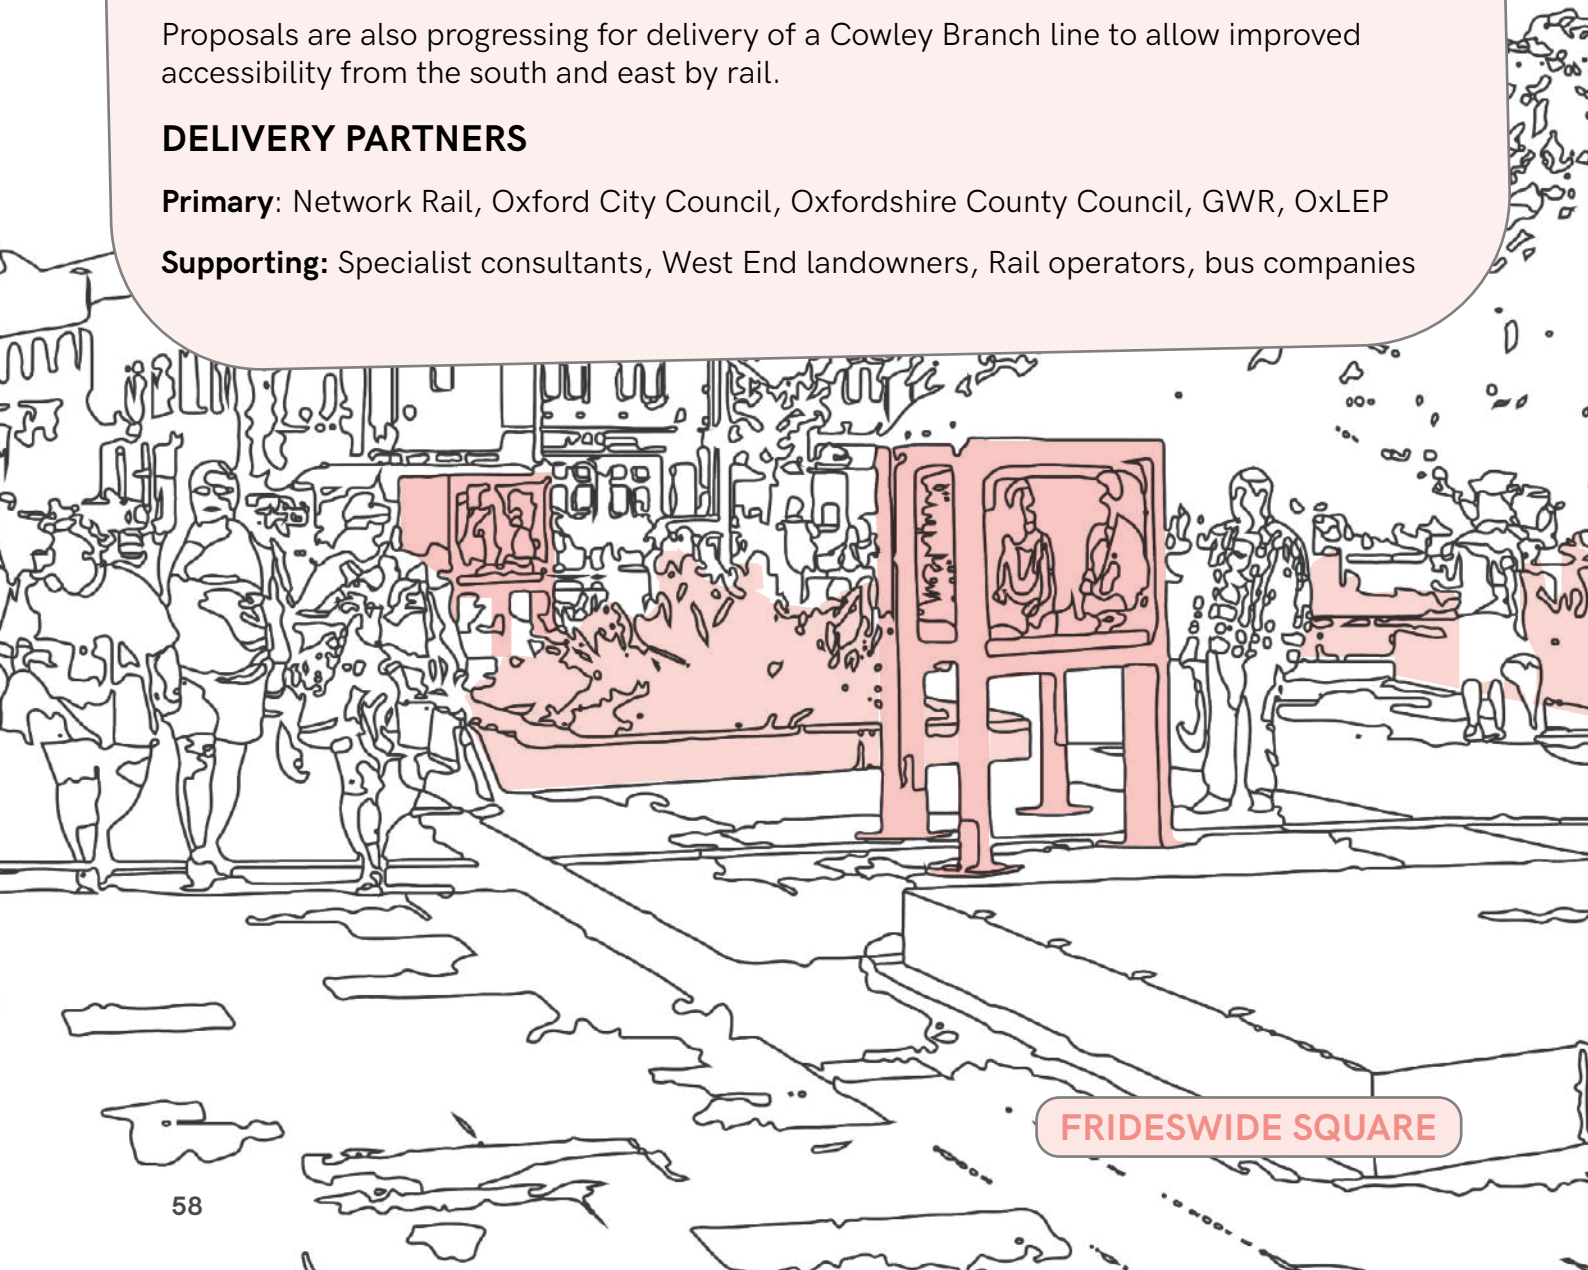 Proposals are also progressing for delivery of a Cowley Branch line to allow improved
accessibility from the south and east by rail.
DELIVERY PARTNERS
Primary: Network Rail, Oxford City Council, Oxfordshire County Council, GWR, OxLEP
Supporting: Specialist consultants, West End landowners, Rail operators, bus companies
FRIDESWIDE SQUARE
58